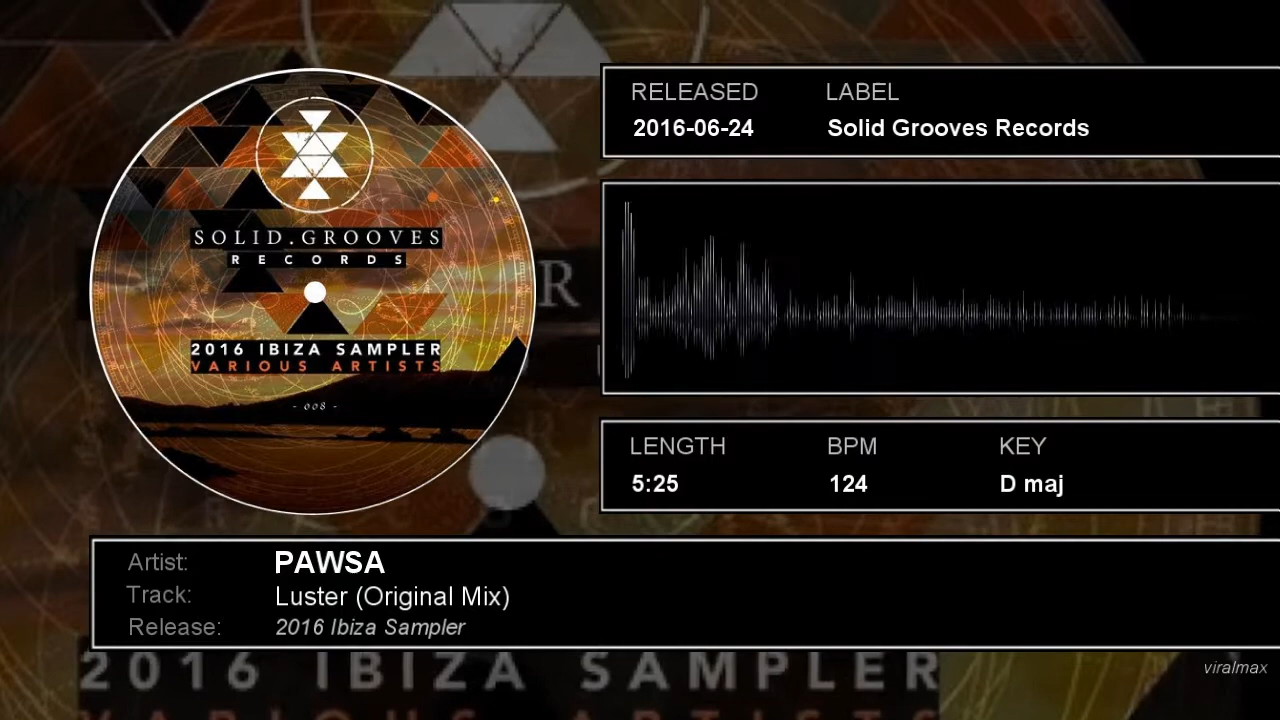 SOLID.GROOVES
RECORDS
2016 IBIZA SAMPLER
VARIOUS ARTISTS
- 008 -
RELEASED LABEL
2016-06-24 Solid Grooves Records
LENGTH BPM KEY
5:25 124 D maj
Artist: PAWSA
Track: Luster (Original Mix)
Release: 2016 Ibiza Sampler
2016 IBIZA SAMPLER
VARIOUS ARTISTS
viralmax